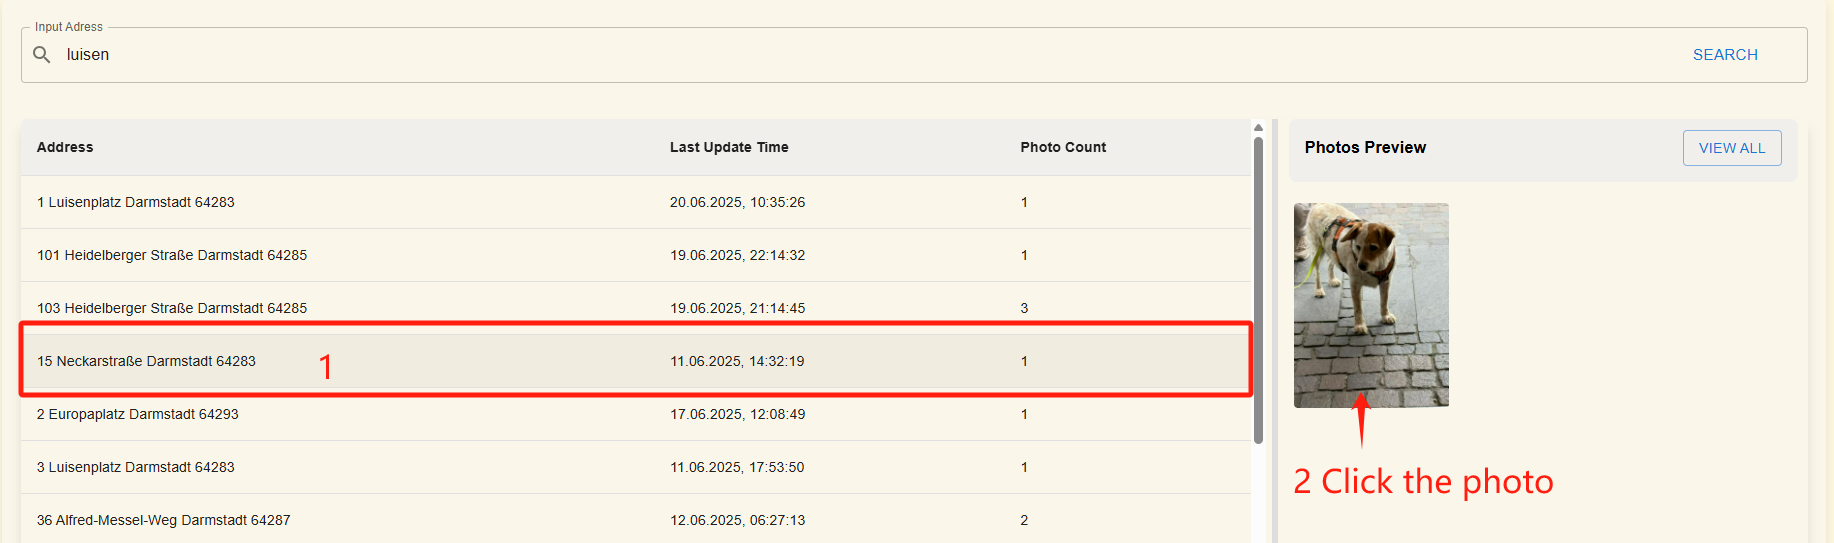 Input Adress
luisen
SEARCH
Address Last Update Time Photo Count
1 Luisenplatz Darmstadt 64283 20.06.2025, 10:35:26 1
101 Heidelberger Straße Darmstadt 64285 19.06.2025, 22:14:32 1
103 Heidelberger Straße Darmstadt 64285 19.06.2025, 21:14:45 3
15 Neckarstraße Darmstadt 64283 1 11.06.2025, 14:32:19 1
2 Europaplatz Darmstadt 64293 17.06.2025, 12:08:49 1
3 Luisenplatz Darmstadt 64283 11.06.2025, 17:53:50 1
36 Alfred-Messel-Weg Darmstadt 64287 12.06.2025, 06:27:13 2
Photos Preview
VIEW ALL
2 Click the photo